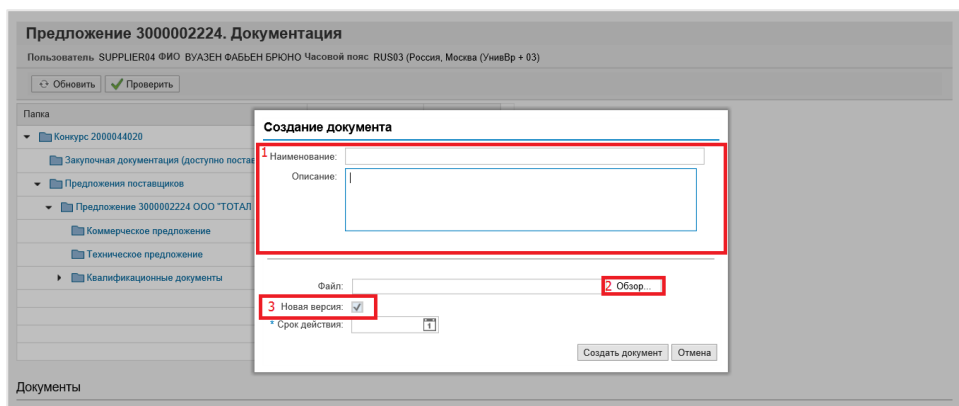 Предложение 3000002224. Документация
Пользователь SUPPLIER04 ФИО ВУАЗЕН ФАБЬЕН БРЮНО Часовой пояс RUS03 (Россия, Москва (УнивВр + 03)
Обновить Проверить
Папка
Создание документа
Конкурс 2000044020
1 Наименование:
Закупочная документация (доступно постав
Описание:
Предложения поставщиков
Предложение 3000002224 ООО "ТОТАЛ
Коммерческое предложение
Техническое предложение
Квалификационные документы
Файл: 2 Обзор...
3 Новая версия:
* Срок действия: 1
Создать документ Отмена
Документы